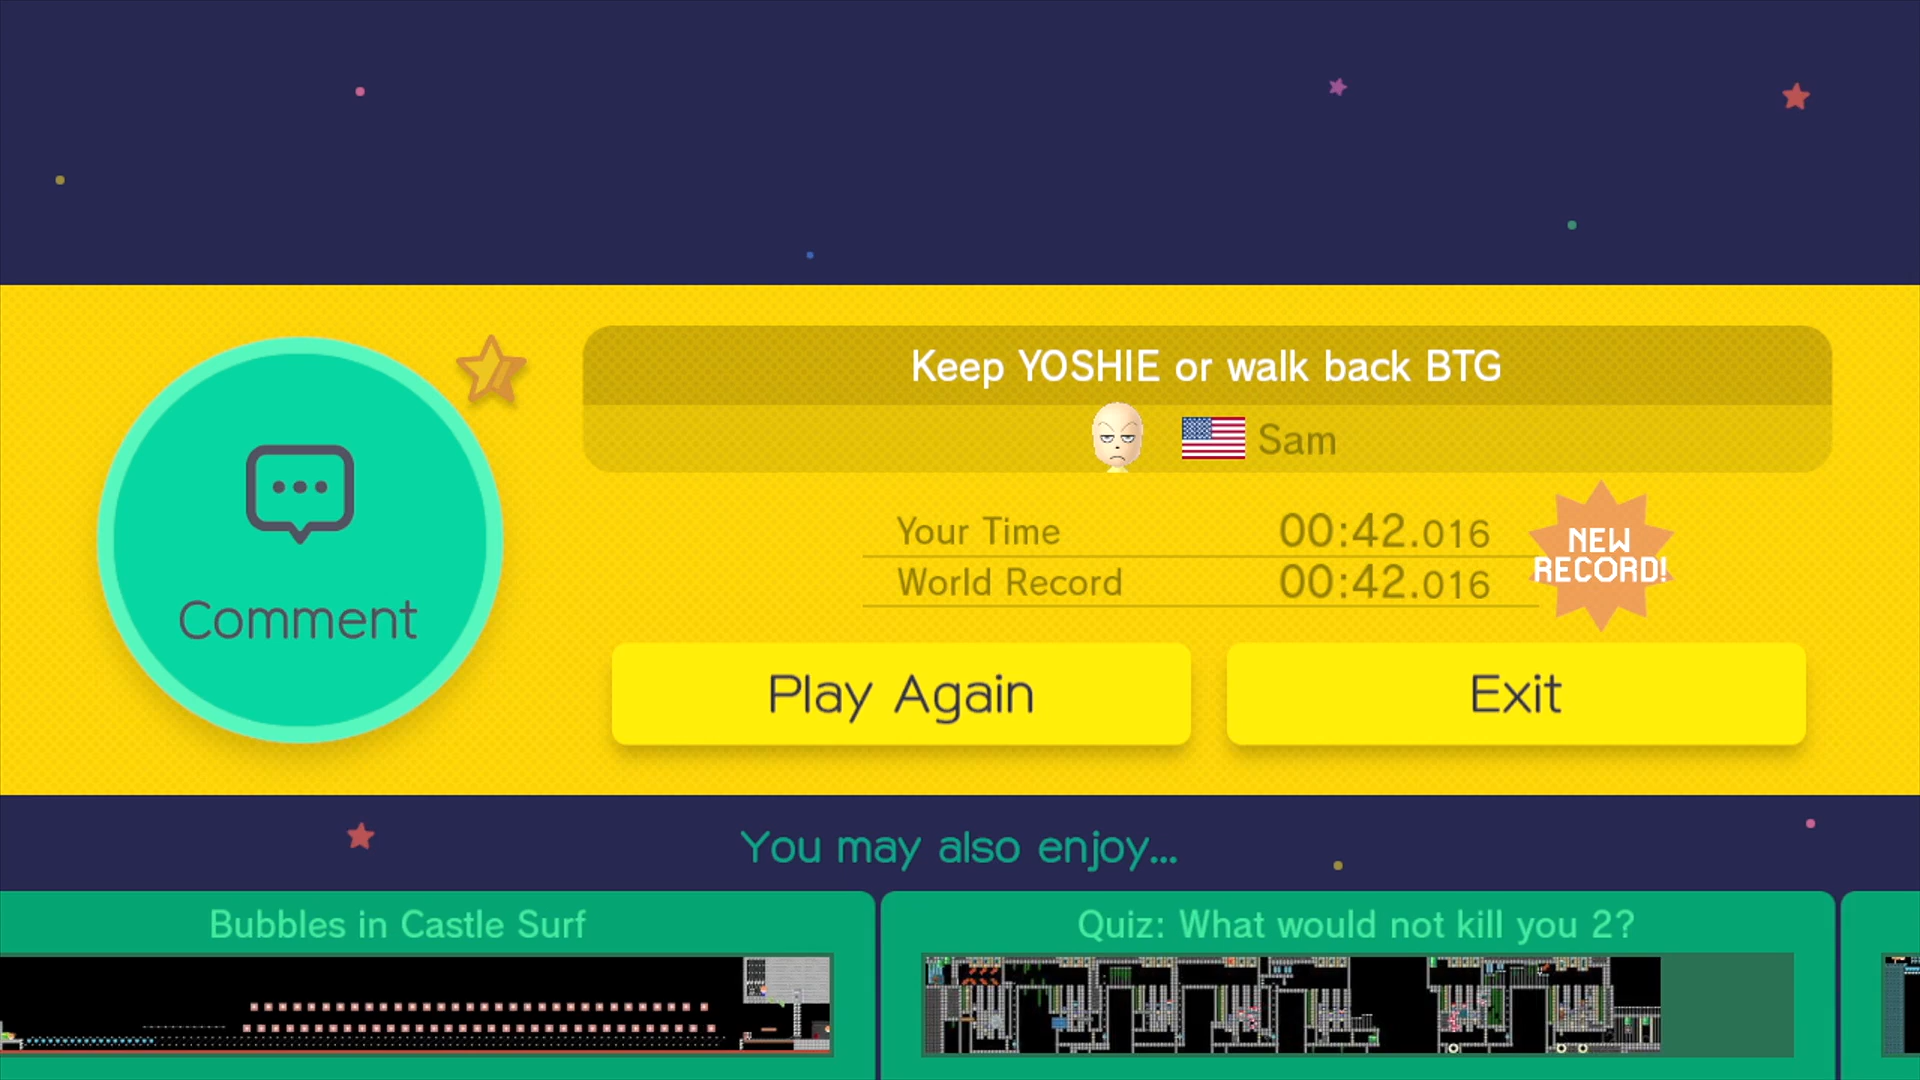 Keep YOSHIE or walk back BTG
Sam
Comment
Your Time 00:42.016
World Record 00:42.016
NEW
RECORD!
Play Again
Exit
You may also enjoy...
Bubbles in Castle Surf
Quiz: What would not kill you 2?